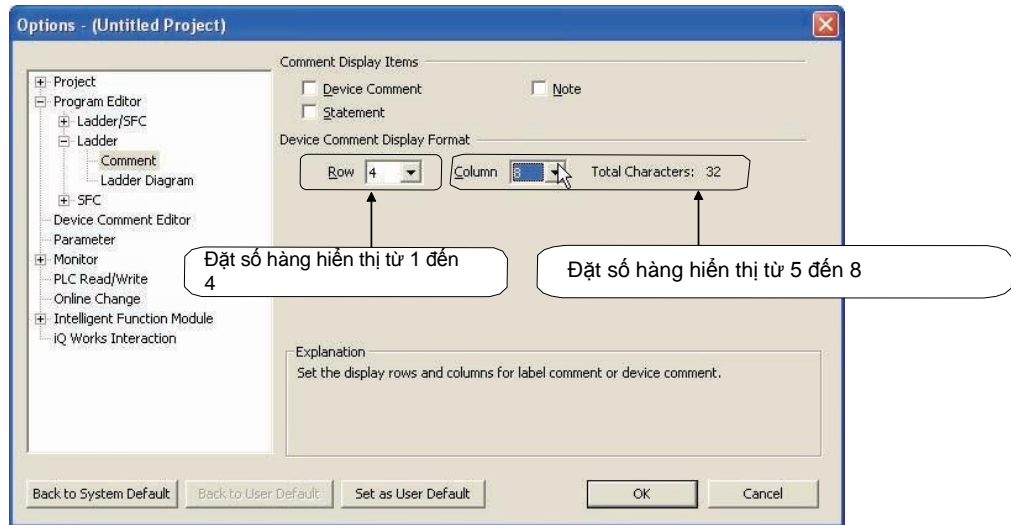 Options - (Untitled Project)
Project
Program Editor
Ladder/SFC
Ladder
Comment
Ladder Diagram
SFC
Device Comment Editor
Parameter
Monitor
PLC Read/Write
Online Change
Intelligent Function Module
iQ Works Interaction
Comment Display Items
Device Comment
Note
Statement
Device Comment Display Format
Row 4
Column 8
Total Characters: 32
Đặt số hàng hiển thị từ 1 đến
4
Đặt số hàng hiển thị từ 5 đến 8
Explanation
Set the display rows and columns for label comment or device comment.
Back to System Default
Back to User Default
Set as User Default
OK
Cancel